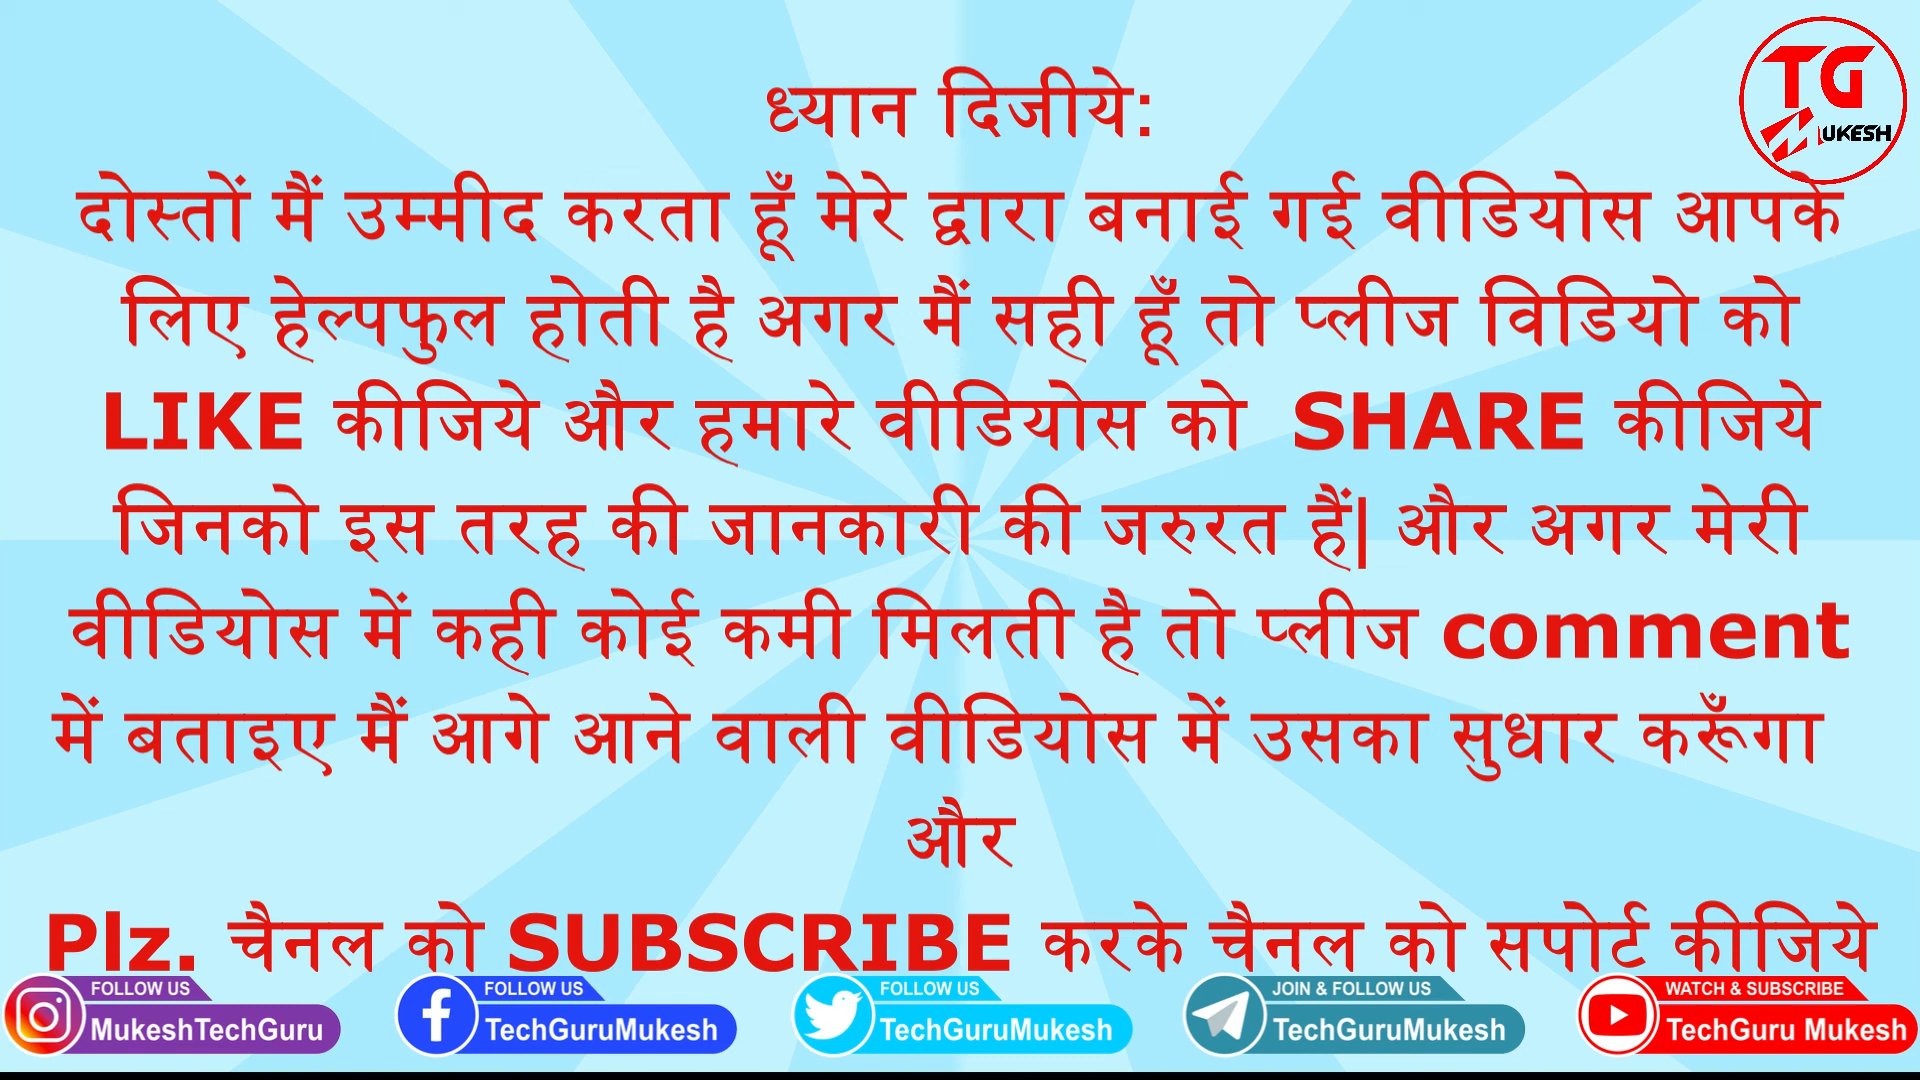 TG
MUKESH
ध्यान दिजीये:
दोस्तों मैं उम्मीद करता हूँ मेरे द्वारा बनाई गई वीडियोस आपके
लिए हेल्पफुल होती है अगर मैं सही हूँ तो प्लीज विडियो को
LIKE कीजिये और हमारे वीडियोस को SHARE कीजिये
जिनको इस तरह की जानकारी की जरुरत हैं| और अगर मेरी
वीडियोस में कही कोई कमी मिलती है तो प्लीज comment
में बताइए मैं आगे आने वाली वीडियोस में उसका सुधार करूँगा
और
Plz. चैनल को SUBSCRIBE करके चैनल को सपोर्ट कीजिये
FOLLOW US
MukeshTechGuru
FOLLOW US
TechGuruMukesh
FOLLOW US
TechGuruMukesh
JOIN & FOLLOW US
TechGuruMukesh
WATCH & SUBSCRIBE
TechGuru Mukesh